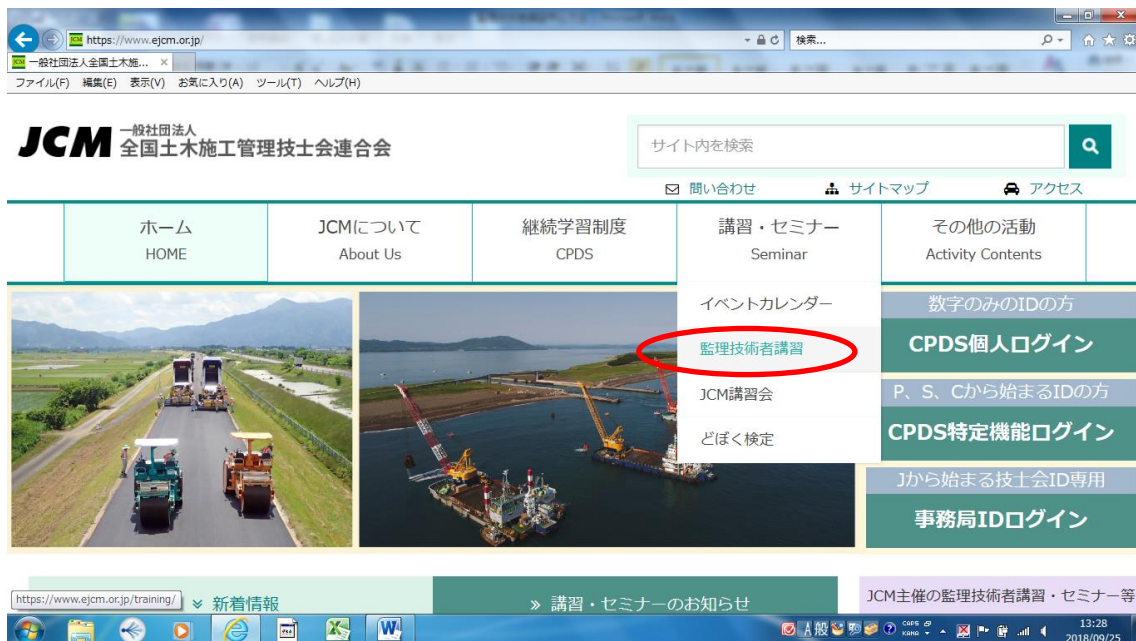 https://www.ejcm.or.jp/
検索...
一般社団法人全国土木施...
ファイル(F) 編集(E) 表示(V) お気に入り(A) ツール(T) ヘルプ(H)
JCM 一般社団法人
全国土木施工管理技士会連合会
サイト内を検索
問い合わせ サイトマップ アクセス
ホーム JCMについて 継続学習制度 講習・セミナー その他の活動
HOME About Us CPDS Seminar Activity Contents
イベントカレンダー
監理技術者講習
JCM講習会
どぼく検定
数字のみのIDの方
CPDS個人ログイン
P、S、Cから始まるIDの方
CPDS特定機能ログイン
Jから始まる技士会ID専用
事務局IDログイン
https://www.ejcm.or.jp/training/
新着情報
» 講習・セミナーのお知らせ
JCM主催の監理技術者講習・セミナー等
A 般
CAPS
KANA
13:28
2018/09/25